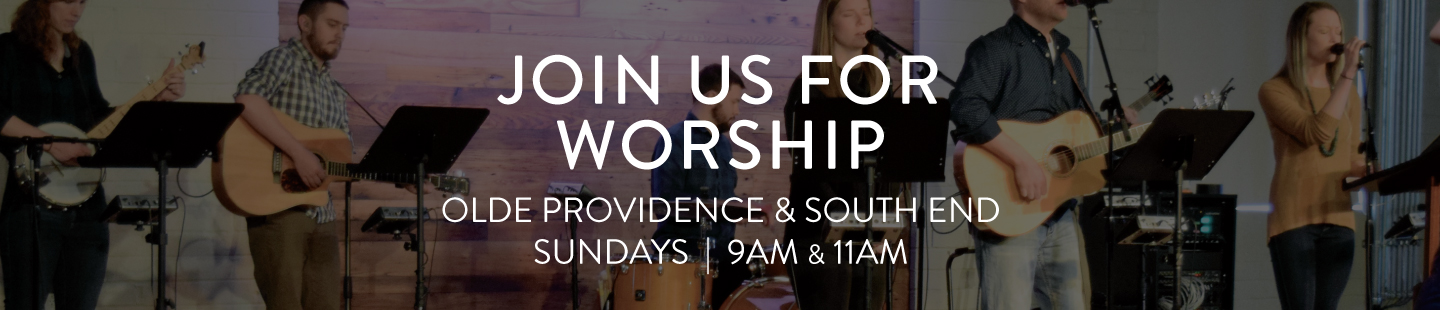 JOIN US FOR
WORSHIP
OLDE PROVIDENCE & SOUTH END
SUNDAYS | 9AM & 11AM